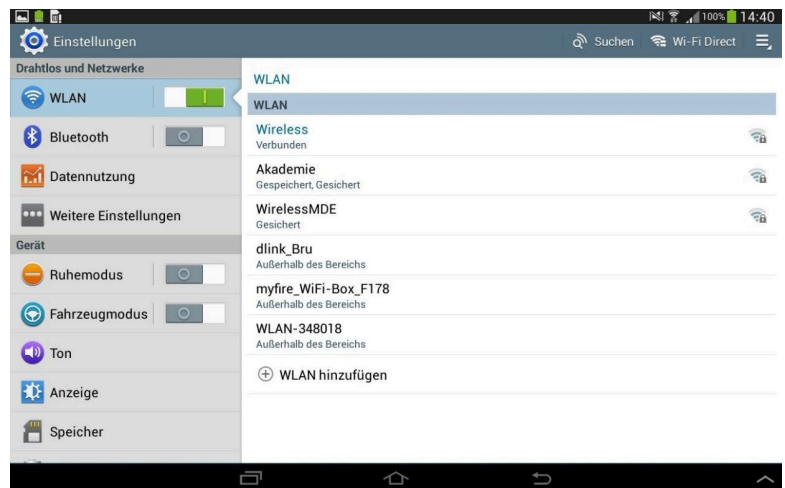 100% 14:40
Einstellungen
Suchen
Wi-Fi Direct
Drahtlos und Netzwerke
WLAN
Bluetooth
Datennutzung
Weitere Einstellungen
Gerät
Ruhemodus
Fahrzeugmodus
Ton
Anzeige
Speicher
WLAN
WLAN
Wireless
Verbunden
Akademie
Gespeichert, Gesichert
WirelessMDE
Gesichert
dlink_Bru
Außerhalb des Bereichs
myfire_WiFi-Box_F178
Außerhalb des Bereichs
WLAN-348018
Außerhalb des Bereichs
WLAN hinzufügen